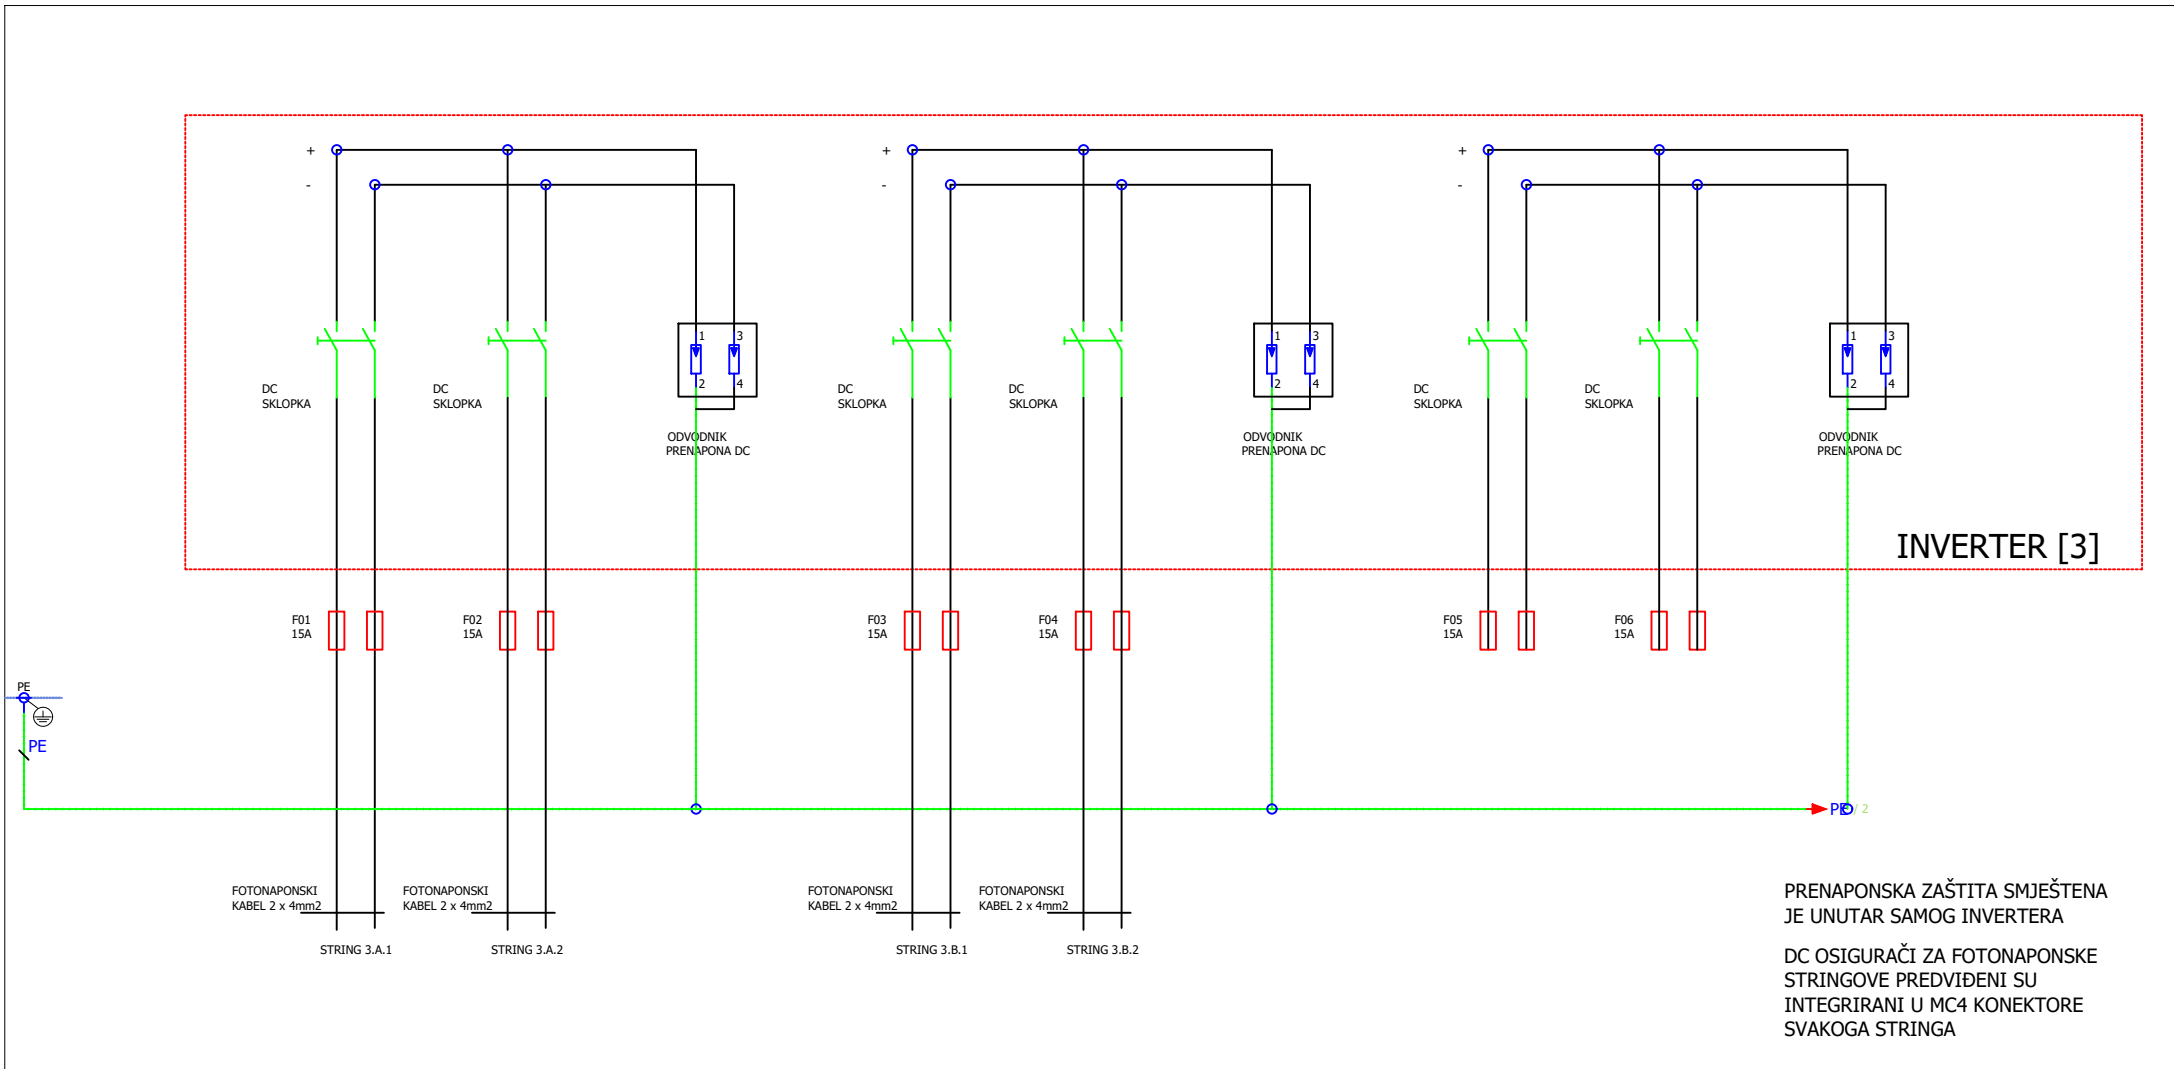 +
+
+
-
-
-
1
3
1
3
1
3
2
4
2
4
2
4
DC
SKLOPKA
DC
SKLOPKA
DC
SKLOPKA
DC
SKLOPKA
DC
SKLOPKA
DC
SKLOPKA
ODVODNIK
PRENAPONA DC
ODVODNIK
PRENAPONA DC
ODVODNIK
PRENAPONA DC
INVERTER [3]
F01
15A
F02
15A
F03
15A
F04
15A
F05
15A
F06
15A
PE
PE
PE / 2
FOTONAPONSKI
KABEL 2 x 4mm2
FOTONAPONSKI
KABEL 2 x 4mm2
FOTONAPONSKI
KABEL 2 x 4mm2
FOTONAPONSKI
KABEL 2 x 4mm2
STRING 3.A.1
STRING 3.A.2
STRING 3.B.1
STRING 3.B.2
PRENAPONSKA ZAŠTITA SMJEŠTENA
JE UNUTAR SAMOG INVERTERA
DC OSIGURAČI ZA FOTONAPONSKE
STRINGOVE PREDVIĐENI SU
INTEGRIRANI U MC4 KONEKTORE
SVAKOGA STRINGA